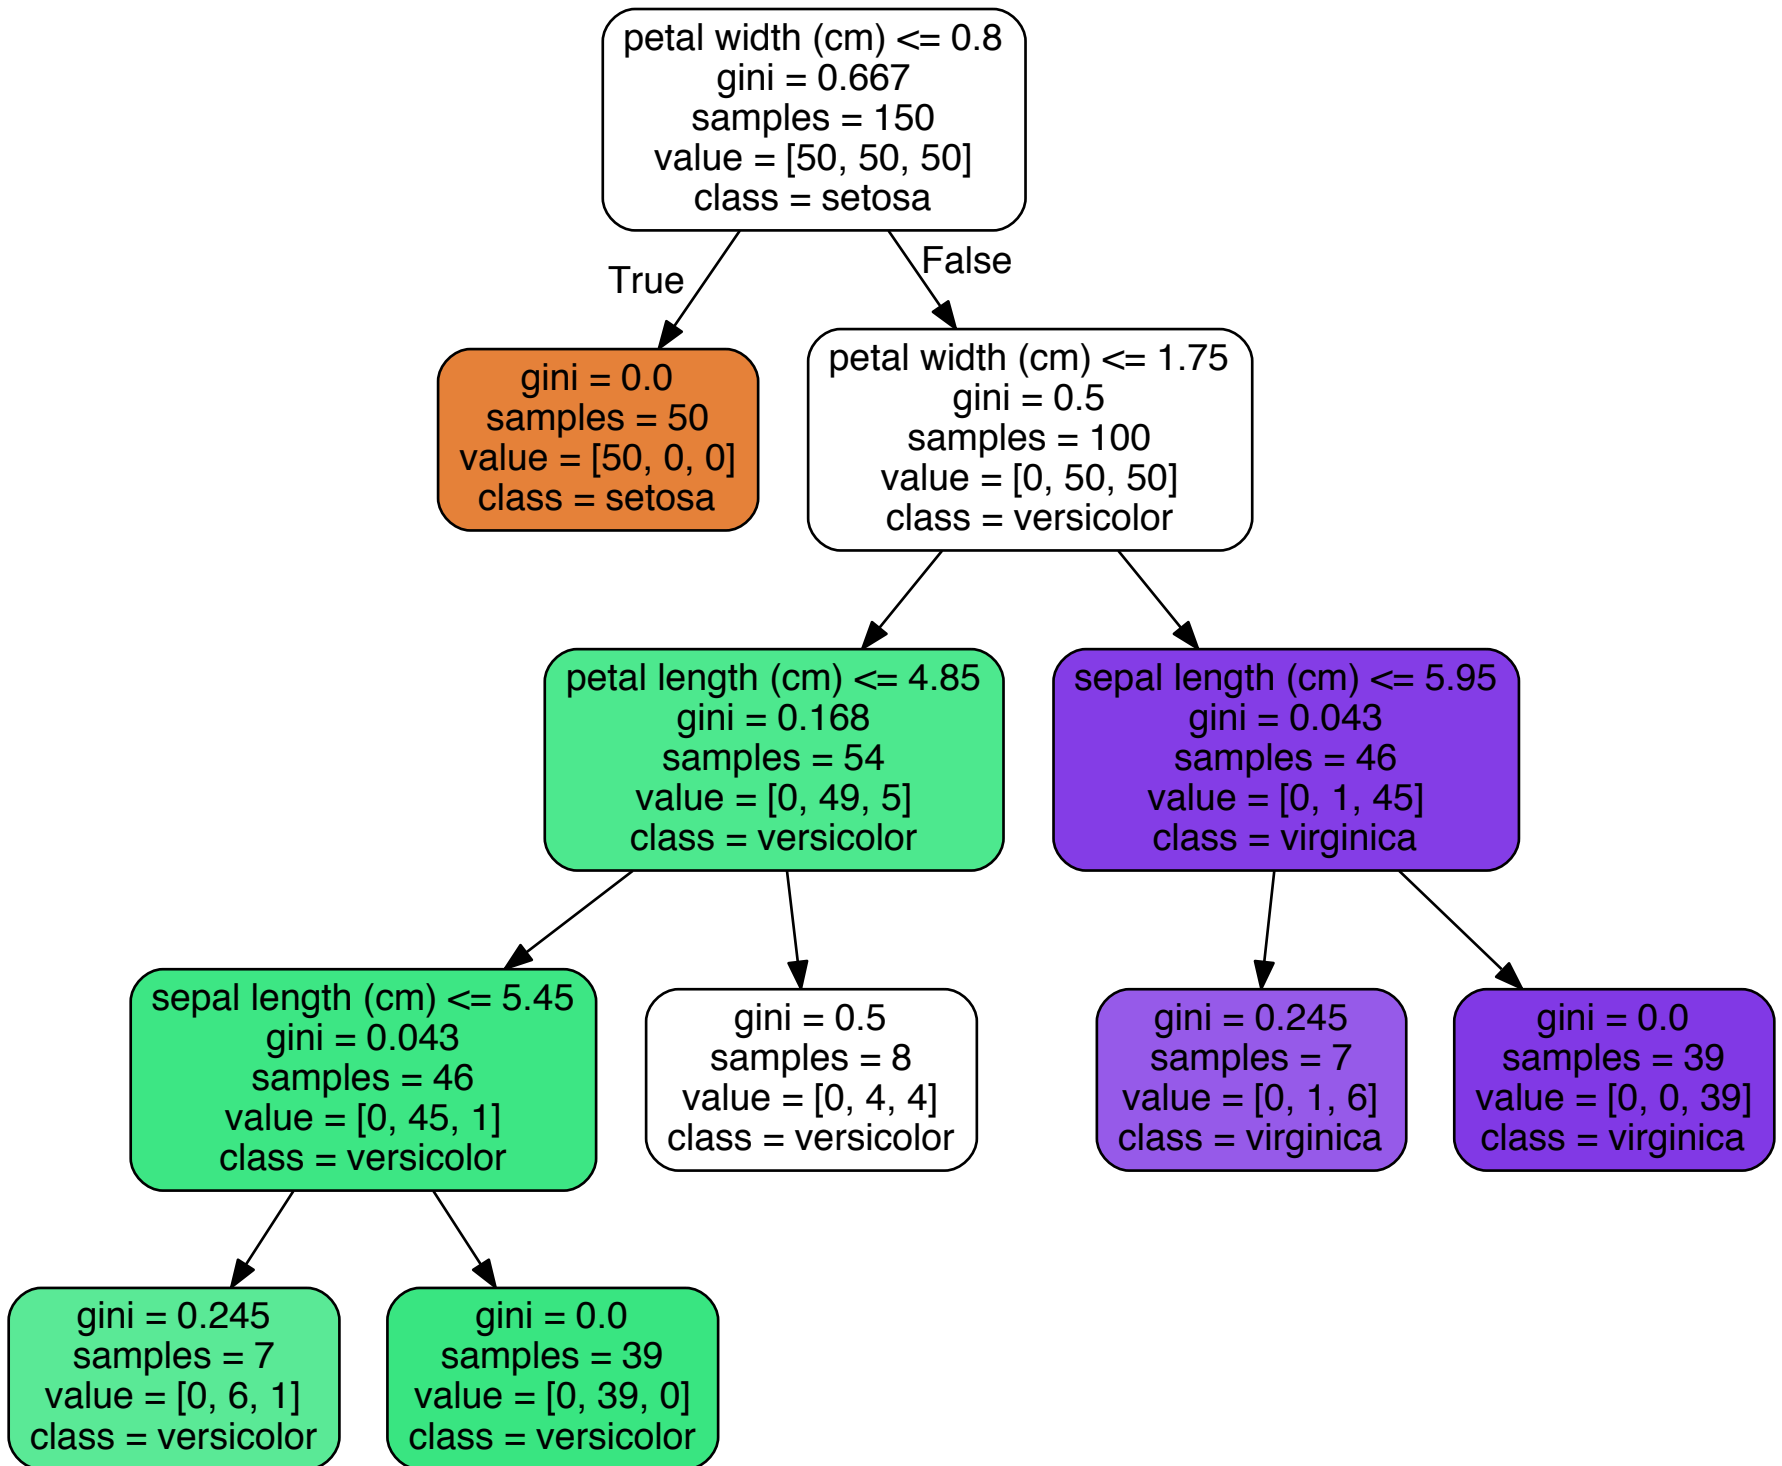 petal width (cm) <= 0.8
gini = 0.667
samples = 150
value = [50, 50, 50]
class = setosa
True
False
gini = 0.0
samples = 50
value = [50, 0, 0]
class = setosa
petal width (cm) <= 1.75
gini = 0.5
samples = 100
value = [0, 50, 50]
class = versicolor
petal length (cm) <= 4.85
gini = 0.168
samples = 54
value = [0, 49, 5]
class = versicolor
sepal length (cm) <= 5.95
gini = 0.043
samples = 46
value = [0, 1, 45]
class = virginica
sepal length (cm) <= 5.45
gini = 0.043
samples = 46
value = [0, 45, 1]
class = versicolor
gini = 0.5
samples = 8
value = [0, 4, 4]
class = versicolor
gini = 0.245
samples = 7
value = [0, 1, 6]
class = virginica
gini = 0.0
samples = 39
value = [0, 0, 39]
class = virginica
gini = 0.245
samples = 7
value = [0, 6, 1]
class = versicolor
gini = 0.0
samples = 39
value = [0, 39, 0]
class = versicolor